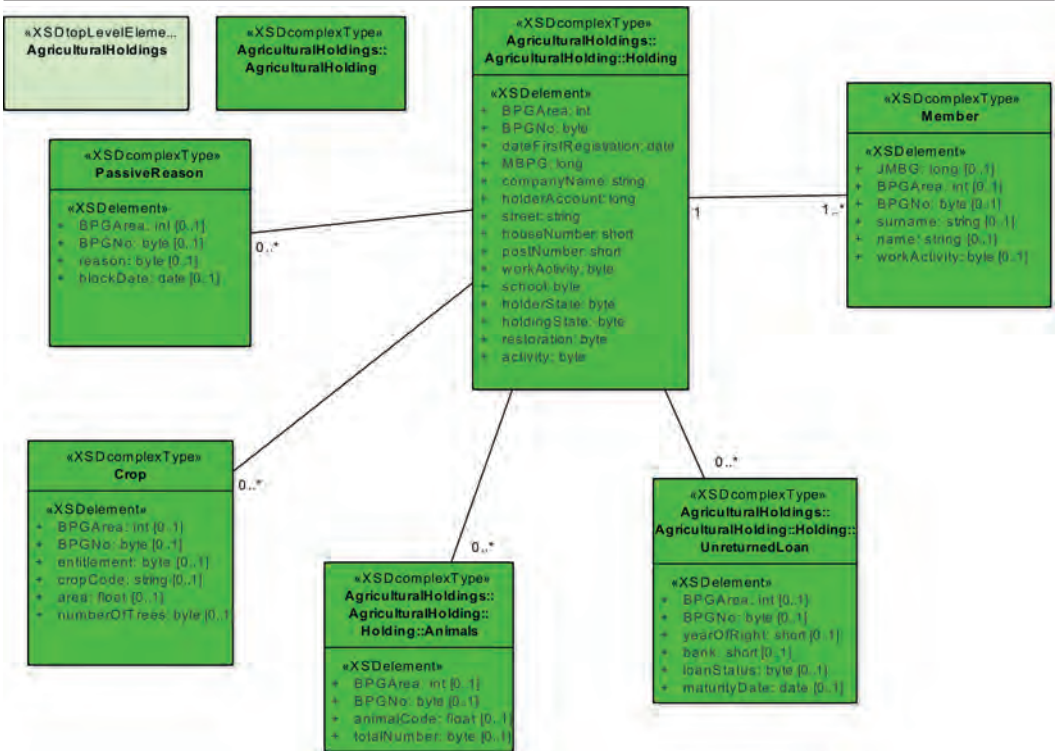 «XSDtopLevelEleme...
AgriculturalHoldings
«XSDcomplexType»
AgriculturalHoldings::
AgriculturalHolding
«XSDcomplexType»
AgriculturalHoldings::
AgriculturalHolding::Holding
«XSDelement»
+ BPGArea: int
+ BPGNo: byte
+ dateFirstRegistration: date
+ MBPG: long
+ companyName: string
+ holderAccount: long
+ street: string
+ houseNumber: short
+ postNumber: short
+ workActivity: byte
+ school: byte
+ holderState: byte
+ holdingState: byte
+ restoration: byte
+ activity: byte
«XSDcomplexType»
Member
«XSDelement»
+ JMBG: long [0..1]
+ BPGArea: int [0..1]
+ BPGNo: byte [0..1]
+ surname: string [0..1]
+ name: string [0..1]
+ workActivity: byte [0..1]
1
1..*
«XSDcomplexType»
PassiveReason
«XSDelement»
+ BPGArea: int [0..1]
+ BPGNo: byte [0..1]
+ reason: byte [0..1]
+ blockDate: date [0..1]
0..*
«XSDcomplexType»
Crop
«XSDelement»
+ BPGArea: int [0..1]
+ BPGNo: byte [0..1]
+ entitlement: byte [0..1]
+ cropCode: string [0..1]
+ area: float [0..1]
+ numberOfTrees: byte [0..1
0..*
0..*
«XSDcomplexType»
AgriculturalHoldings::
AgriculturalHolding::
Holding::Animals
«XSDelement»
+ BPGArea: int [0..1]
+ BPGNo: byte [0..1]
+ animalCode: float [0..1]
+ totalNumber: byte [0..1]
0..*
«XSDcomplexType»
AgriculturalHoldings::
AgriculturalHolding::Holding::
UnreturnedLoan
«XSDelement»
+ BPGArea: int [0..1]
+ BPGNo: byte [0..1]
+ yearOfRight: short [0..1]
+ bank: short [0..1]
+ loanStatus: byte [0..1]
+ maturityDate: date [0..1]